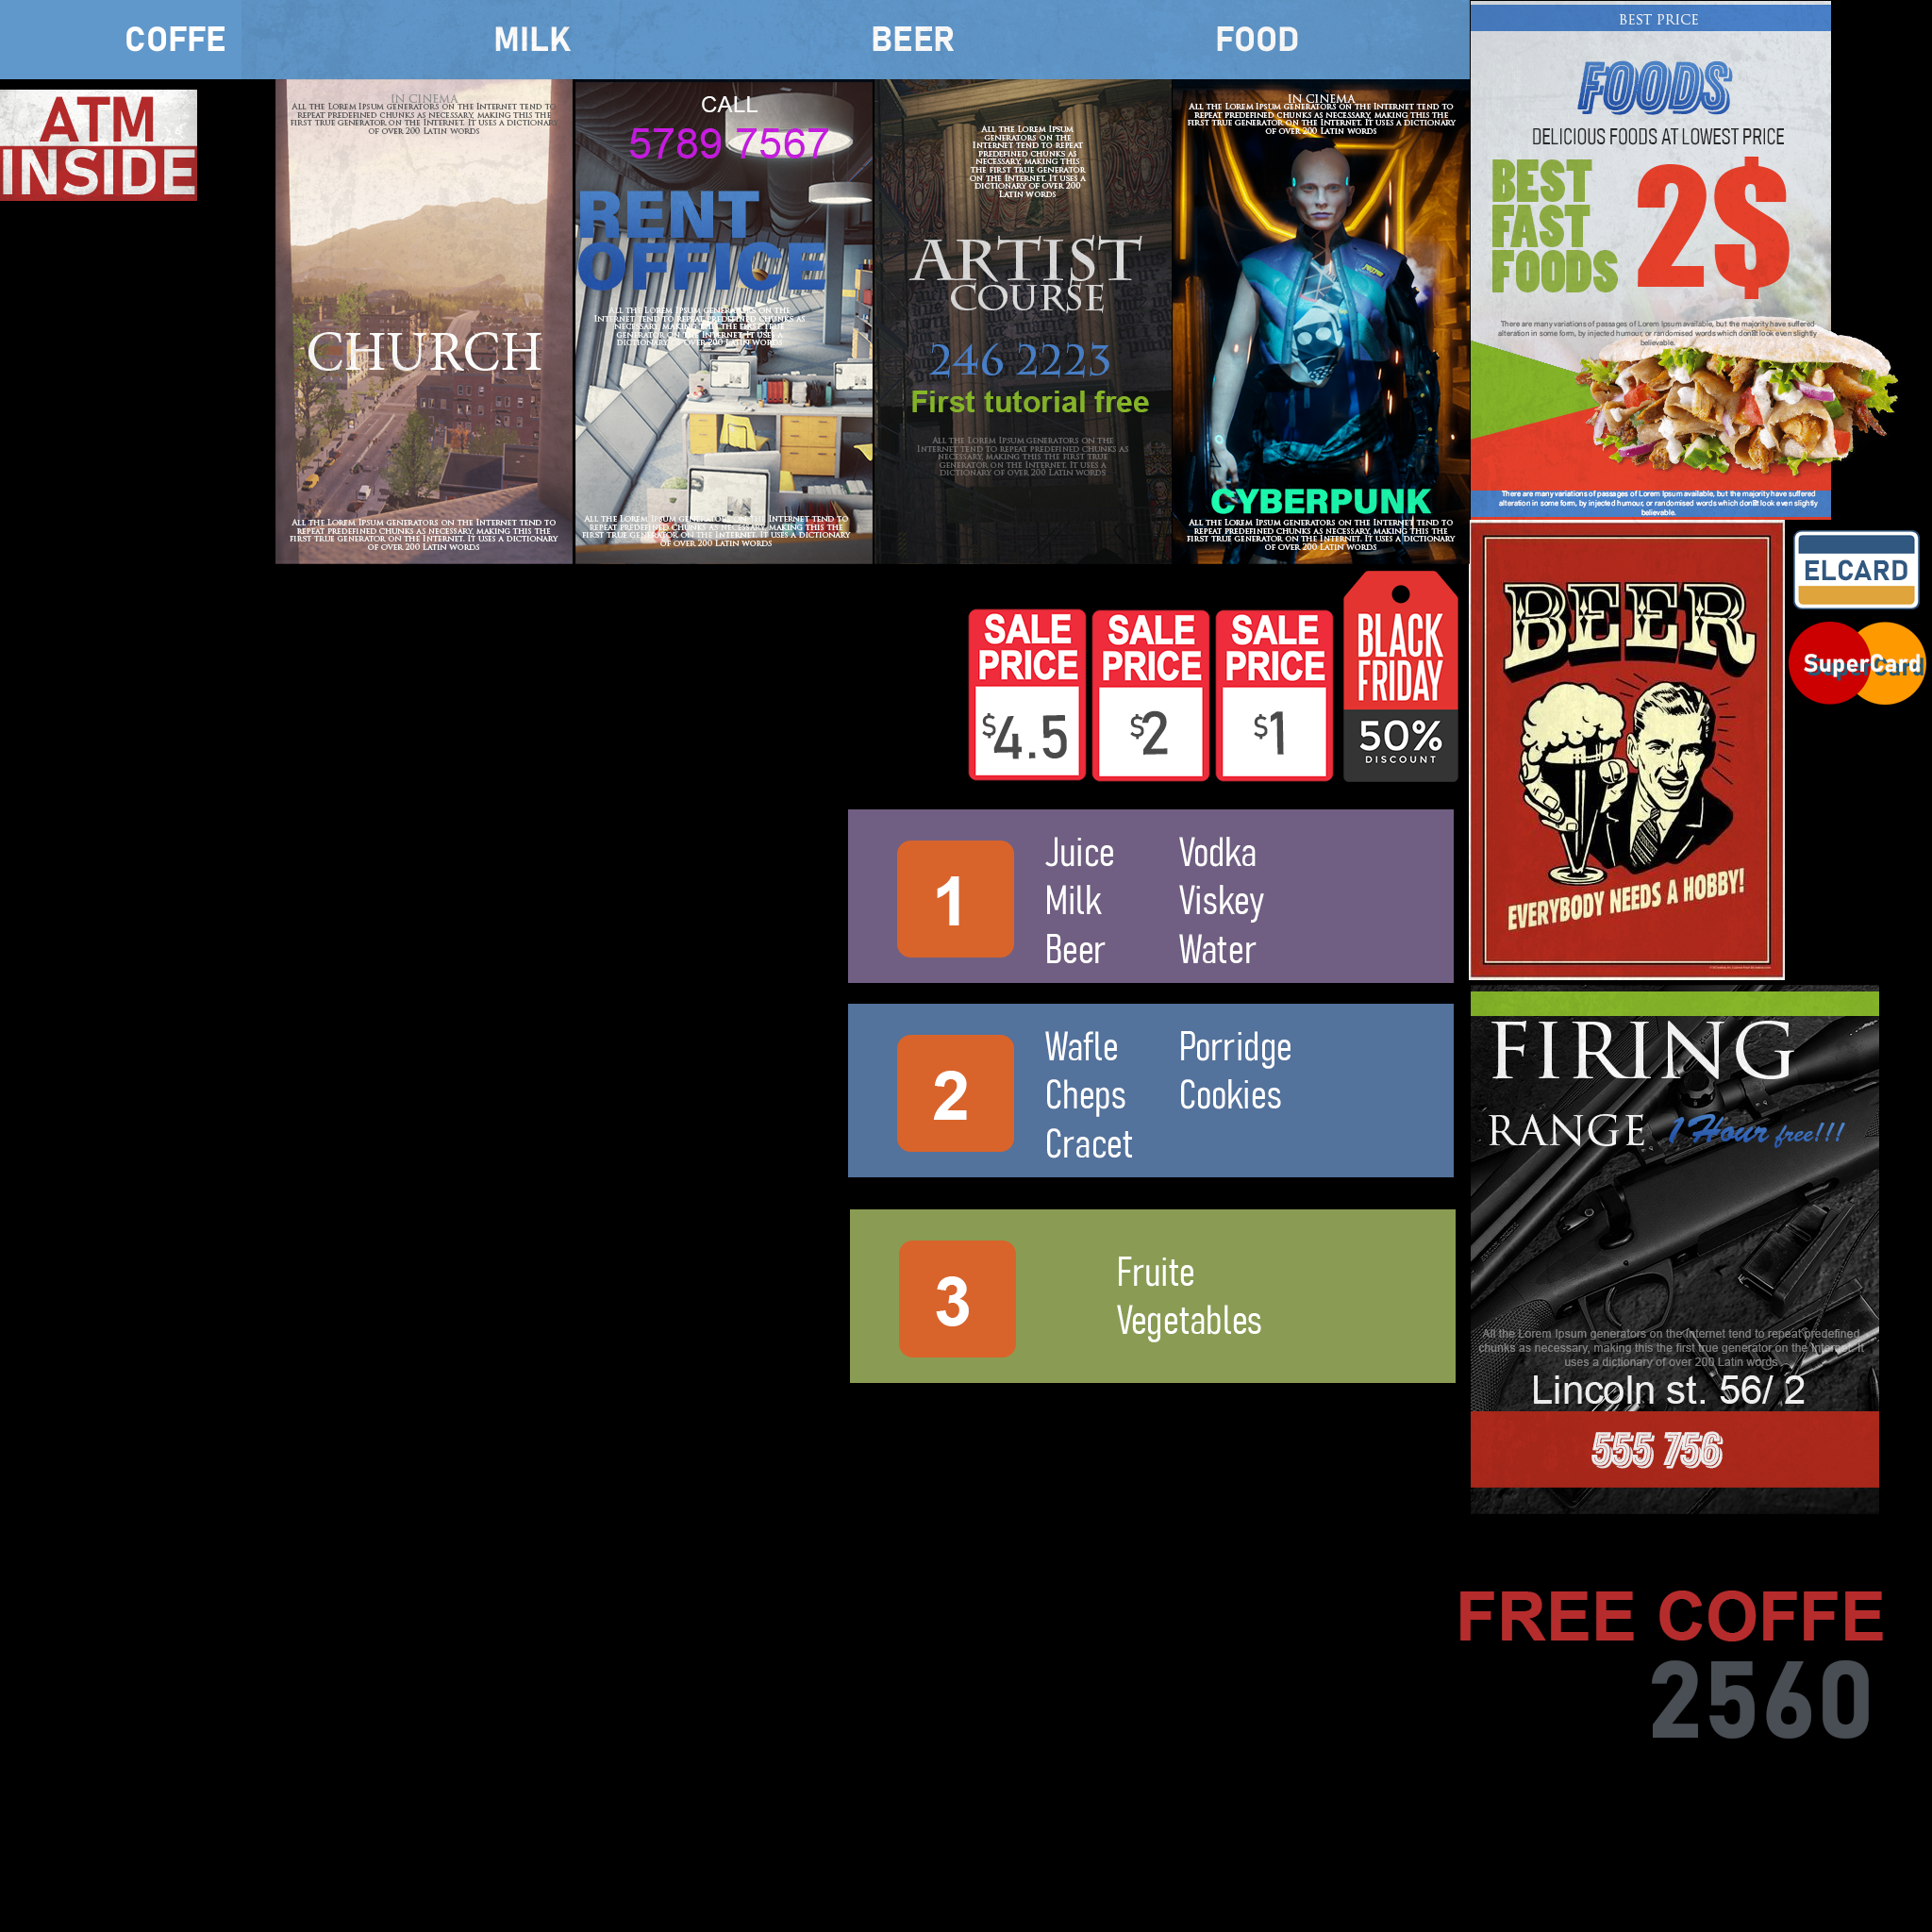 COFFE MILK BEER FOOD
ATM
INSIDE
IN CINEMA
All the Lorem Ipsum generators on the Internet tend to
repeat predefined chunks as necessary, making this the
first true generator on the Internet. It uses a dictionary
of over 200 Latin words
CHURCH
All the Lorem Ipsum generators on the Internet tend to
repeat predefined chunks as necessary, making this the
first true generator on the Internet. It uses a dictionary
of over 200 Latin words
CALL
5789 7567
RENT
OFFICE
All the Lorem Ipsum generators on the
Internet tend to repeat predefined chunks as
necessary, making this the first true
generator on the Internet. It uses a
dictionary of over 200 Latin words
All the Lorem Ipsum generators on the Internet tend to
repeat predefined chunks as necessary, making this the
first true generator on the Internet. It uses a dictionary
of over 200 Latin words
All the Lorem Ipsum
generators on the
Internet tend to repeat
predefined chunks as
necessary, making this
the first true generator
on the Internet. It uses a
dictionary of over 200
Latin words
ARTIST
COURSE
246 2223
First tutorial free
All the Lorem Ipsum generators on the
Internet tend to repeat predefined chunks as
necessary, making this the first true
generator on the Internet. It uses a
dictionary of over 200 Latin words
IN CINEMA
All the Lorem Ipsum generators on the Internet tend to
repeat predefined chunks as necessary, making this the
first true generator on the Internet. It uses a dictionary
of over 200 Latin words
CYBERPUNK
All the Lorem Ipsum generators on the Internet tend to
repeat predefined chunks as necessary, making this the
first true generator on the Internet. It uses a dictionary
of over 200 Latin words
BEST PRICE
FOODS
DELICIOUS FOODS AT LOWEST PRICE
BEST
FAST
FOODS
2$
There are many variations of passages of Lorem Ipsum available, but the majority have suffered
alteration in some form, by injected humour, or randomised words which don look even slightly
believable.
There are many variations of passages of Lorem Ipsum available, but the majority have suffered
alteration in some form, by injected humour, or randomised words which don look even slightly
believable.
SALE
PRICE
$4.5
SALE
PRICE
$2
SALE
PRICE
$1
BLACK
FRIDAY
50%
DISCOUNT
BEER
EVERYBODY NEEDS A HOBBY!
ELCARD
SuperCard
1
Juice Vodka
Milk Viskey
Beer Water
2
Wafle Porridge
Cheps Cookies
Cracet
3
Fruite
Vegetables
FIRING
RANGE 1 Hour free!!!
All the Lorem Ipsum generators on the Internet tend to repeat predefined
chunks as necessary, making this the first true generator on the Internet. It
uses a dictionary of over 200 Latin words
Lincoln st. 56/ 2
555 756
FREE COFFE
2560